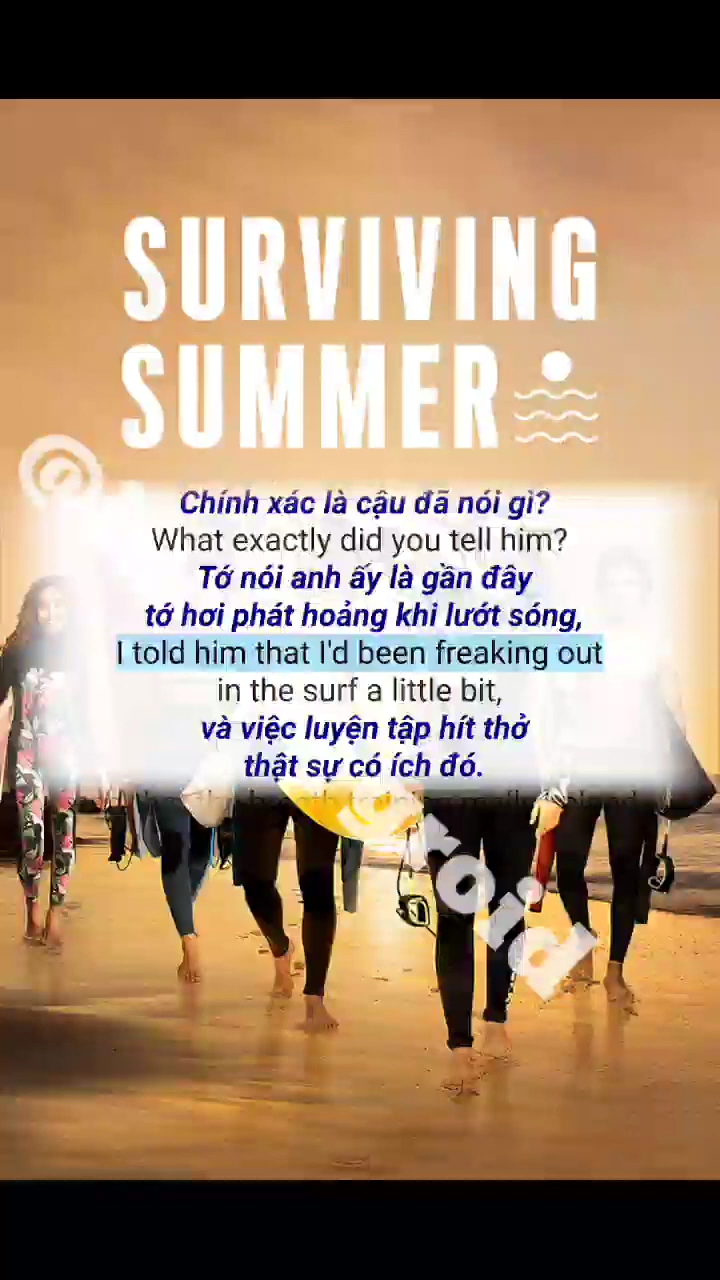 SURVIVING
SUMMER
Chính xác là cậu đã nói gì?
What exactly did you tell him?
Tớ nói anh ấy là gần đây
tớ hơi phát hoảng khi lướt sóng,
I told him that I'd been freaking out
in the surf a little bit,
và việc luyện tập hít thở
thật sự có ích đó.